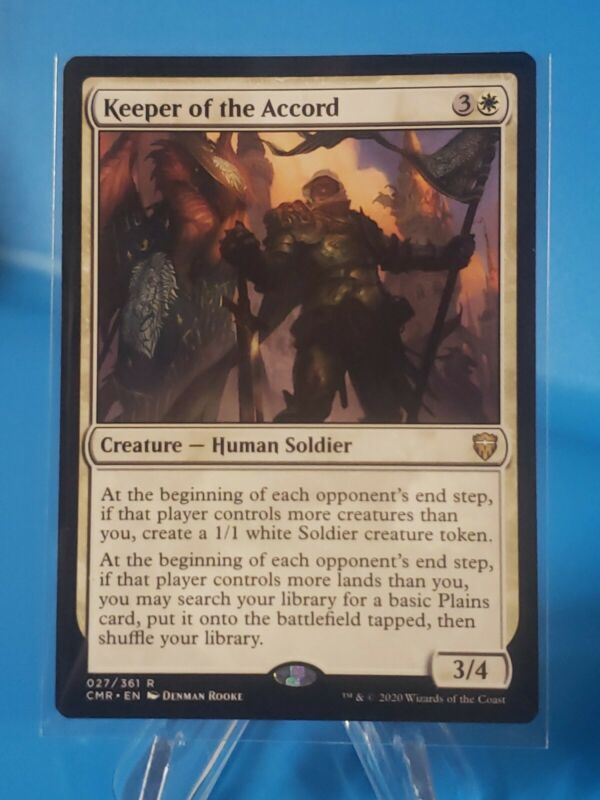 Keeper of the Accord 3
Creature — Human Soldier
At the beginning of each opponent's end step,
if that player controls more creatures than
you, create a 1/1 white Soldier creature token.
At the beginning of each opponent's end step,
if that player controls more lands than you,
you may search your library for a basic Plains
card, put it onto the battlefield tapped, then
shuffle your library.
3/4
027/361 R
CMR • EN Denman Rooke
™ & © 2020 Wizards of the Coast